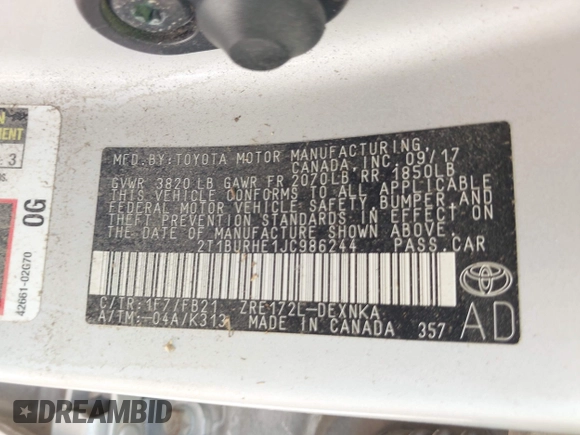 MFD.BY:TOYOTA MOTOR MANUFACTURING,
CANADA, INC. 09/17
GVWR 3820LB GAWR FR 2070LB RR 1850LB
THIS VEHICLE CONFORMS TO ALL APPLICABLE
FEDERAL MOTOR VEHICLE SAFETY, BUMPER, AND
THEFT PREVENTION STANDARDS IN EFFECT ON
THE DATE OF MANUFACTURE SHOWN ABOVE.
2T1BURHE1JC986244 PASS.CAR
C/TR:1F7/FB21 ZRE172L-DEXNKA
A/TM:-04A/K313 MADE IN CANADA 357
TOYOTA
AD
3
OG
42661-02G70
DREAMBID